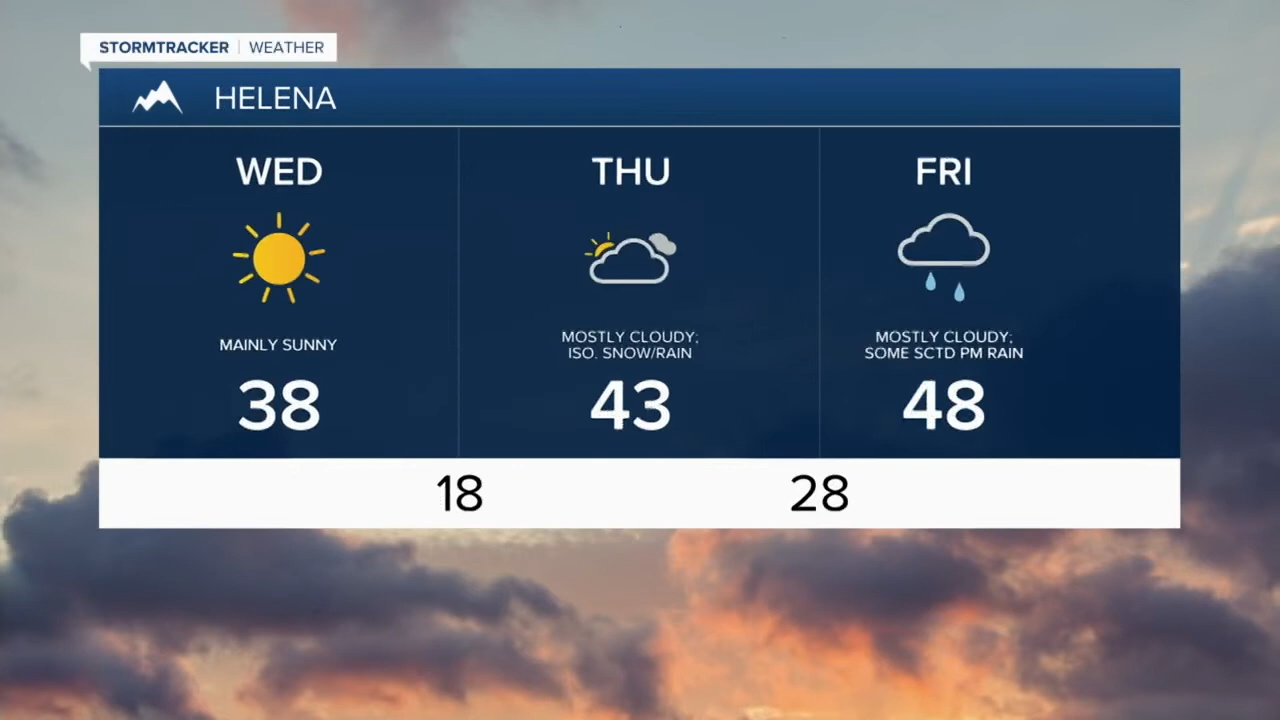 STORMTRACKER | WEATHER
HELENA
WED
MAINLY SUNNY
38
THU
MOSTLY CLOUDY;
ISO. SNOW/RAIN
43
FRI
MOSTLY CLOUDY;
SOME SCTD PM RAIN
48
18
28